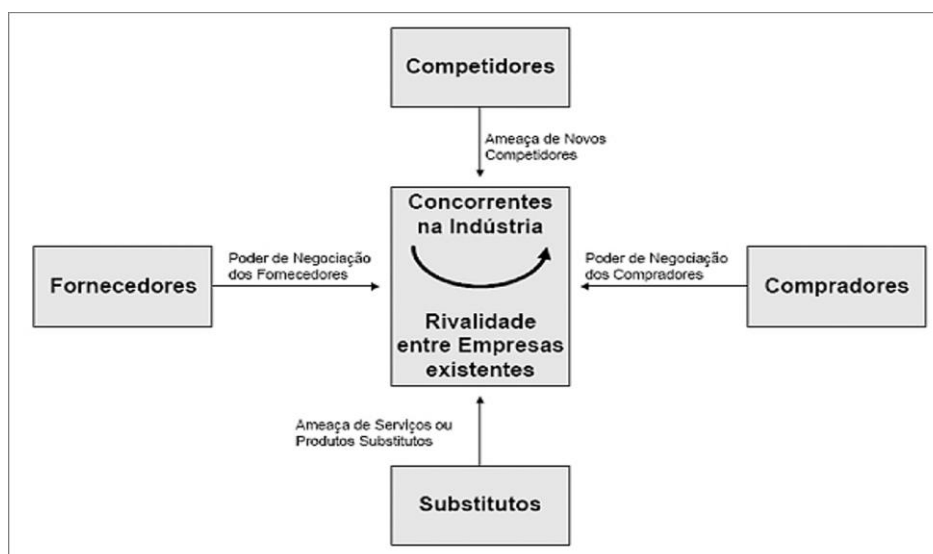 Competidores
Ameaça de Novos
Competidores
Concorrentes
na Indústria
Poder de Negociação
dos Fornecedores
Fornecedores
Poder de Negociação
dos Compradores
Compradores
Rivalidade
entre Empresas
existentes
Ameaça de Serviços ou
Produtos Substitutos
Substitutos